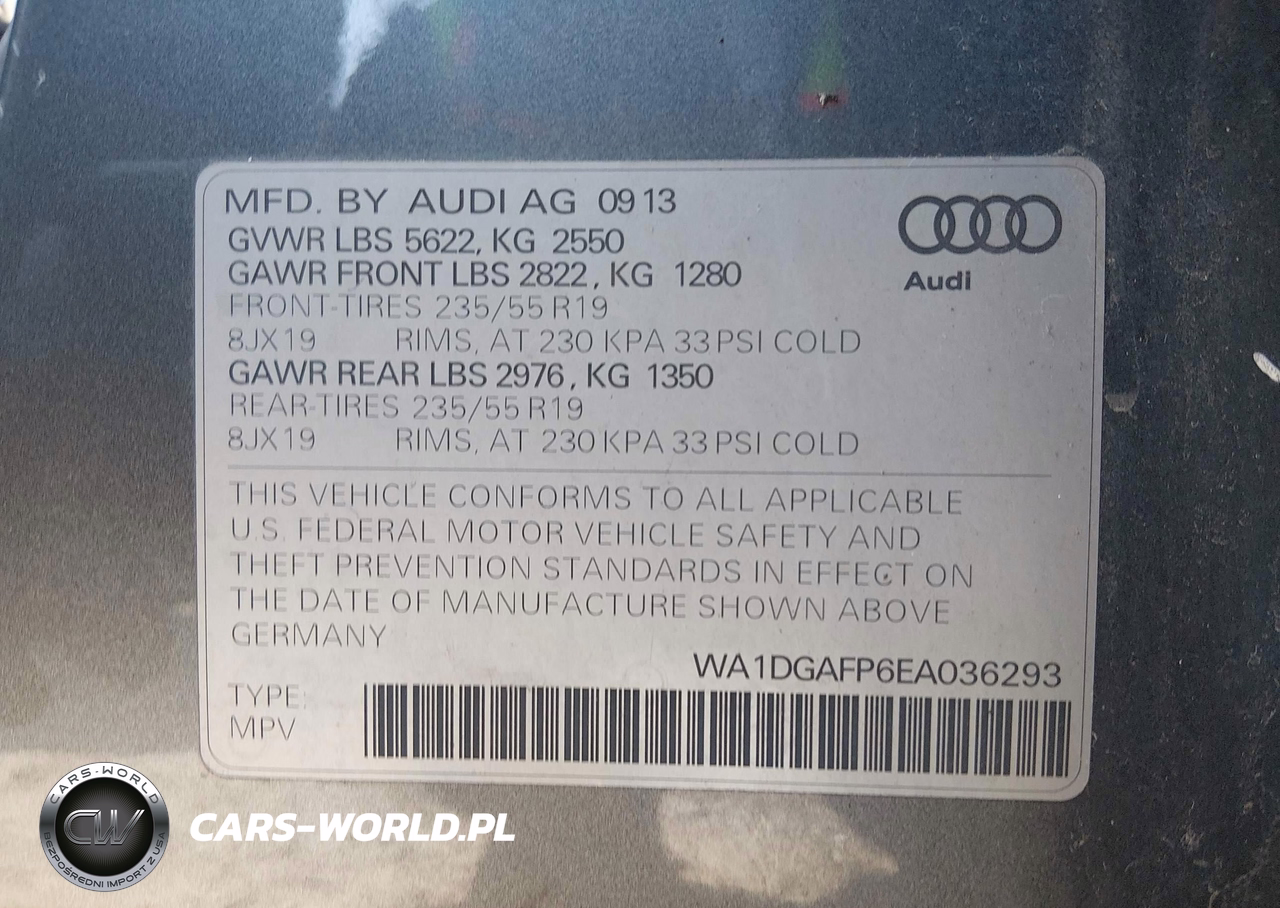 MFD. BY AUDI AG 0913
GVWR LBS 5622, KG 2550
GAWR FRONT LBS 2822, KG 1280
FRONT-TIRES 235/55 R19
8JX19 RIMS, AT 230 KPA 33 PSI COLD
GAWR REAR LBS 2976, KG 1350
REAR-TIRES 235/55 R19
8JX19 RIMS, AT 230 KPA 33 PSI COLD
Audi
THIS VEHICLE CONFORMS TO ALL APPLICABLE
U.S. FEDERAL MOTOR VEHICLE SAFETY AND
THEFT PREVENTION STANDARDS IN EFFECT ON
THE DATE OF MANUFACTURE SHOWN ABOVE
GERMANY
WA1DGAFP6EA036293
TYPE:
MPV
CARS-WORLD
CW
BEZPOŚREDNI IMPORT Z USA
CARS-WORLD.PL